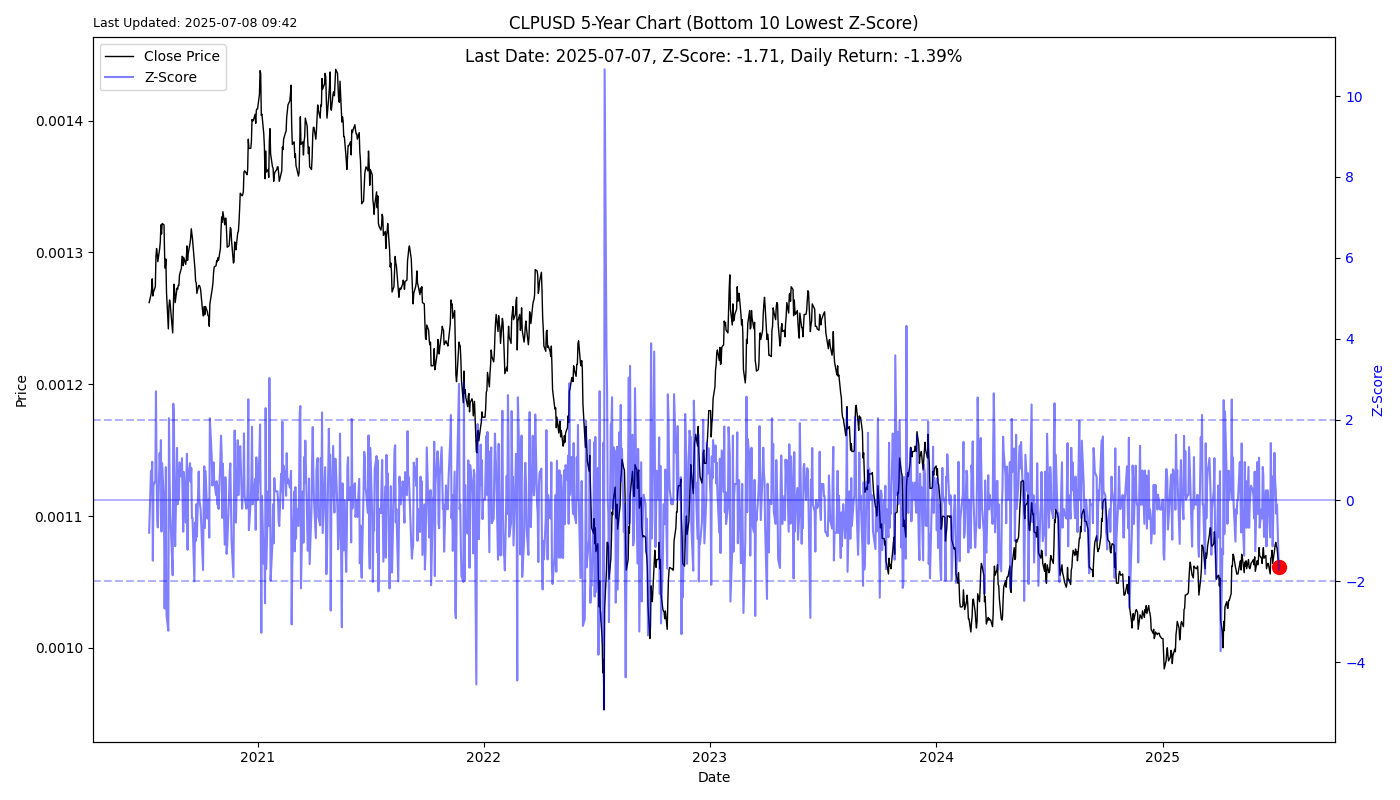 Last Updated: 2025-07-08 09:42
CLPUSD 5-Year Chart (Bottom 10 Lowest Z-Score)
Last Date: 2025-07-07, Z-Score: -1.71, Daily Return: -1.39%
Close Price
Z-Score
0.0014
0.0013
0.0012
0.0011
0.0010
Price
10
8
6
4
2
0
−2
−4
Z-Score
2021
2022
2023
2024
2025
Date